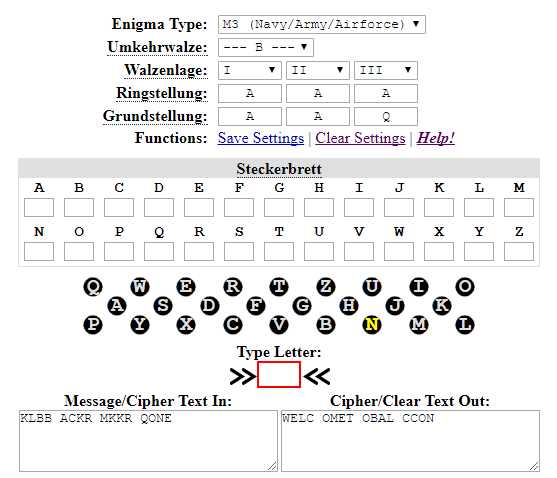 Enigma Type: M3 (Navy/Army/Airforce)
Umkehrwalze: --- B ---
Walzenlage: I II III
Ringstellung: A A A
Grundstellung: A A Q
Functions: Save Settings | Clear Settings | Help!
Steckerbrett
A B C D E F G H I J K L M
N O P Q R S T U V W X Y Z
Q W E R T Z U I O
A S D F G H J K
P Y X C V B N M L
Type Letter:
Message/Cipher Text In: Cipher/Clear Text Out:
KLBB ACKR MKKR QONE WELC OMET OBAL CCON